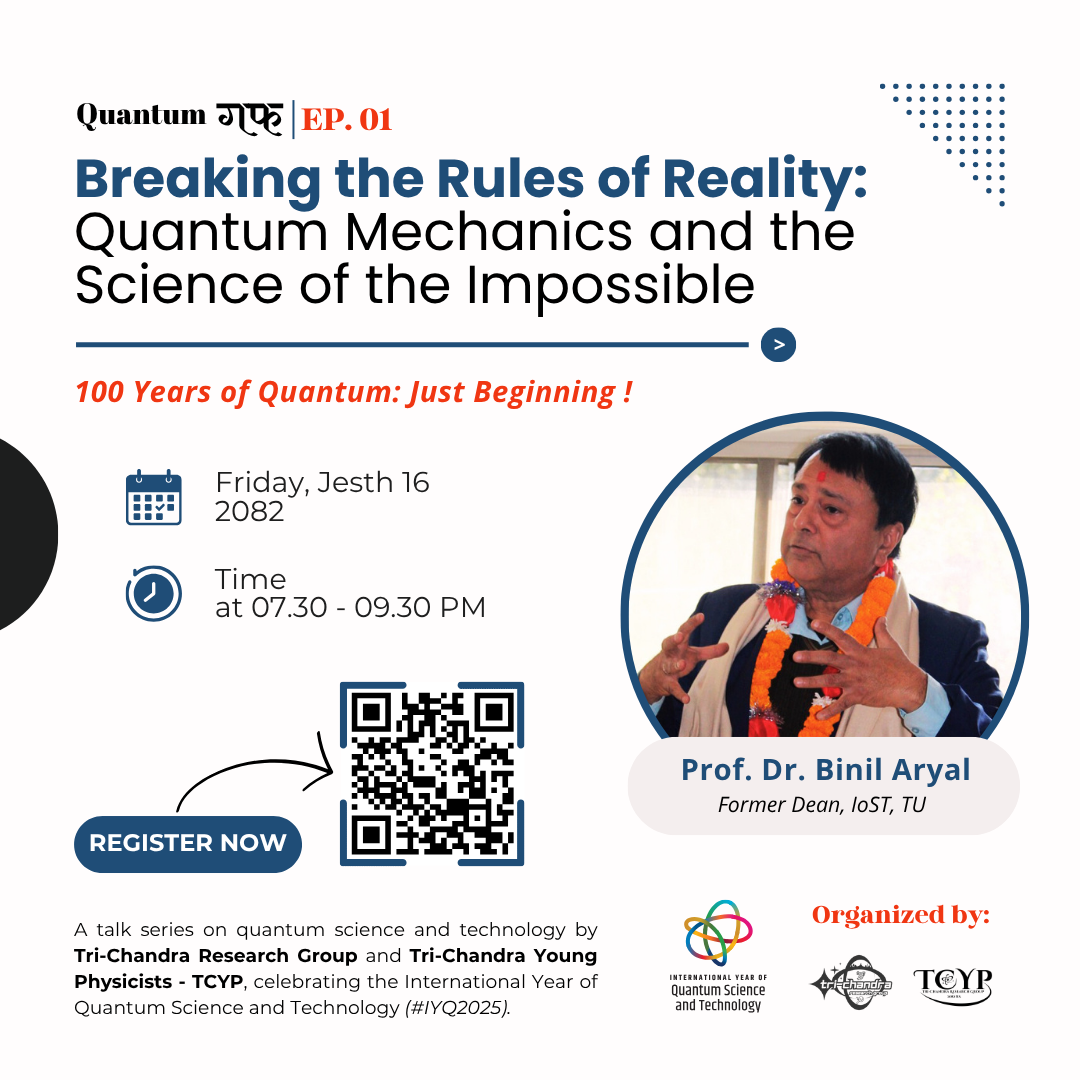 Quantum गफ | EP. 01
Breaking the Rules of Reality:
Quantum Mechanics and the
Science of the Impossible
>
100 Years of Quantum: Just Beginning !
Friday, Jesth 16
2082
Time
at 07.30 - 09.30 PM
Prof. Dr. Binil Aryal
Former Dean, IoST, TU
REGISTER NOW
A talk series on quantum science and technology by
Tri-Chandra Research Group and Tri-Chandra Young
Physicists - TCYP, celebrating the International Year of
Quantum Science and Technology (#IYQ2025).
INTERNATIONAL YEAR OF
Quantum Science
and Technology
Organized by:
tri-chandra
TCYP